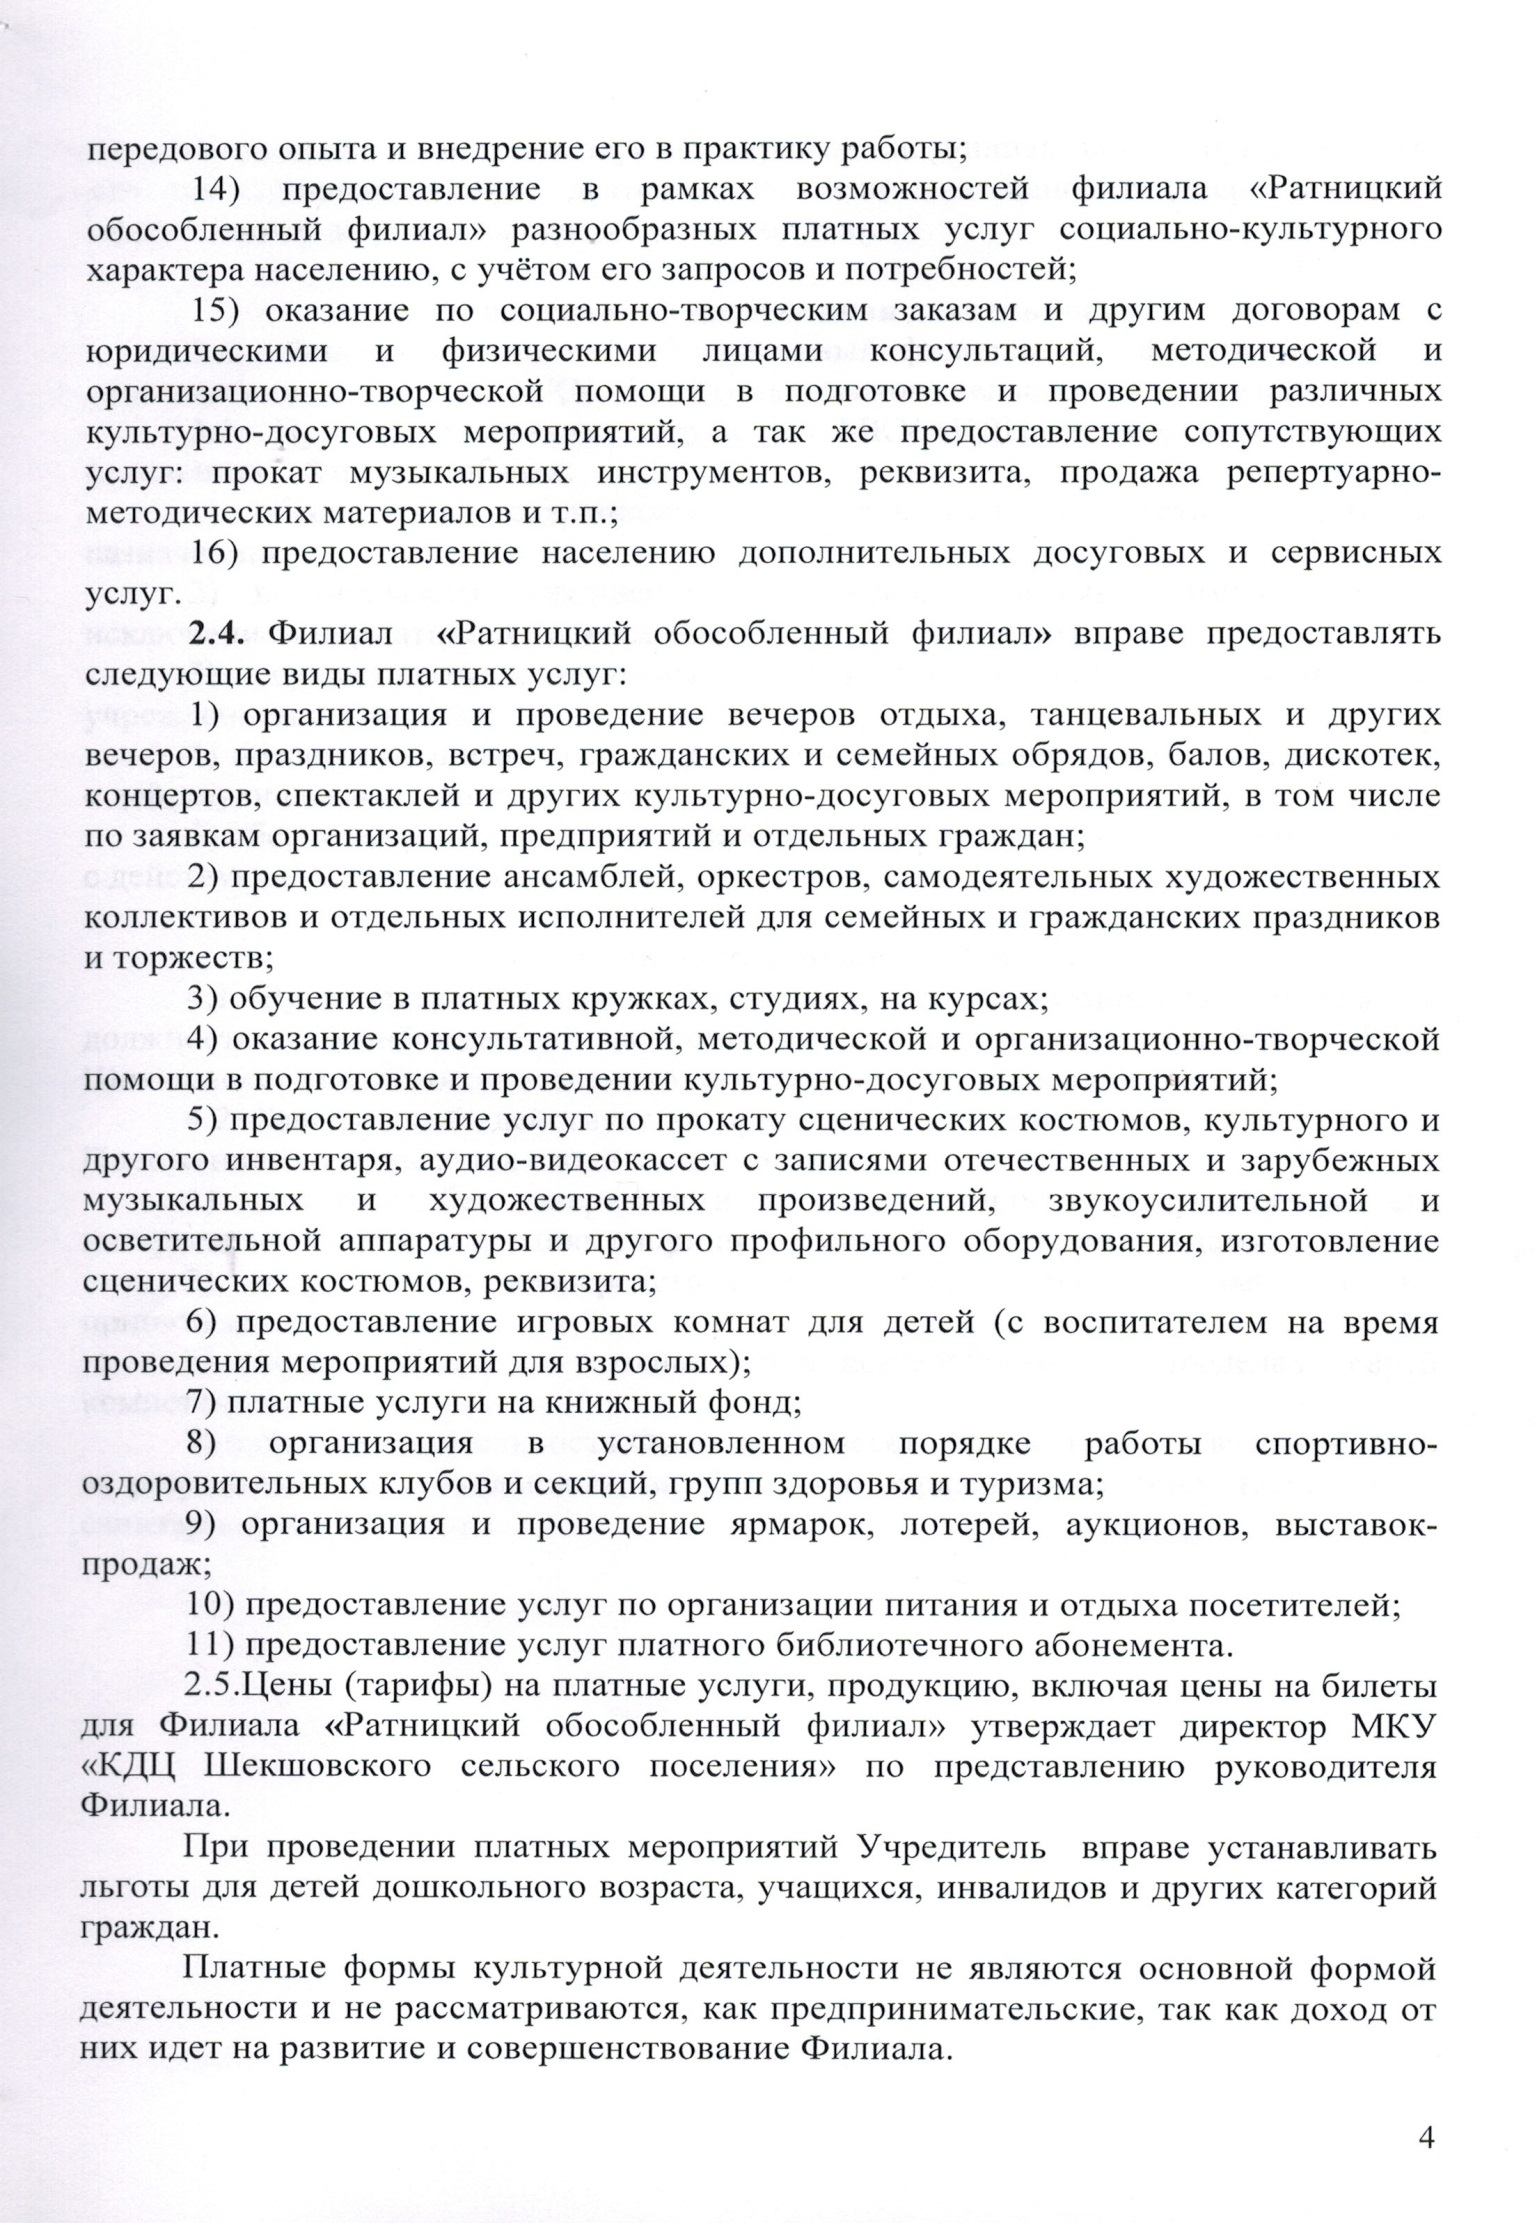 передового опыта и внедрение его в практику работы;
14) предоставление в рамках возможностей филиала «Ратницкий
обособленный филиал» разнообразных платных услуг социально-культурного
характера населению, с учётом его запросов и потребностей;
15) оказание по социально-творческим заказам и другим договорам с
юридическими и физическими лицами консультаций, методической и
организационно-творческой помощи в подготовке и проведении различных
культурно-досуговых мероприятий, а так же предоставление сопутствующих
услуг: прокат музыкальных инструментов, реквизита, продажа репертуарно-
методических материалов и т.п.;
16) предоставление населению дополнительных досуговых и сервисных
услуг.
2.4. Филиал «Ратницкий обособленный филиал» вправе предоставлять
следующие виды платных услуг:
1) организация и проведение вечеров отдыха, танцевальных и других
вечеров, праздников, встреч, гражданских и семейных обрядов, балов, дискотек,
концертов, спектаклей и других культурно-досуговых мероприятий, в том числе
по заявкам организаций, предприятий и отдельных граждан;
2) предоставление ансамблей, оркестров, самодеятельных художественных
коллективов и отдельных исполнителей для семейных и гражданских праздников
и торжеств;
3) обучение в платных кружках, студиях, на курсах;
4) оказание консультативной, методической и организационно-творческой
помощи в подготовке и проведении культурно-досуговых мероприятий;
5) предоставление услуг по прокату сценических костюмов, культурного и
другого инвентаря, аудио-видеокассет с записями отечественных и зарубежных
музыкальных и художественных произведений, звукоусилительной и
осветительной аппаратуры и другого профильного оборудования, изготовление
сценических костюмов, реквизита;
6) предоставление игровых комнат для детей (с воспитателем на время
проведения мероприятий для взрослых);
7) платные услуги на книжный фонд;
8) организация в установленном порядке работы спортивно-
оздоровительных клубов и секций, групп здоровья и туризма;
9) организация и проведение ярмарок, лотерей, аукционов, выставок-
продаж;
10) предоставление услуг по организации питания и отдыха посетителей;
11) предоставление услуг платного библиотечного абонемента.
2.5.Цены (тарифы) на платные услуги, продукцию, включая цены на билеты
для Филиала «Ратницкий обособленный филиал» утверждает директор МКУ
«КДЦ Шекшовского сельского поселения» по представлению руководителя
Филиала.
При проведении платных мероприятий Учредитель вправе устанавливать
льготы для детей дошкольного возраста, учащихся, инвалидов и других категорий
граждан.
Платные формы культурной деятельности не являются основной формой
деятельности и не рассматриваются, как предпринимательские, так как доход от
них идет на развитие и совершенствование Филиала.
4